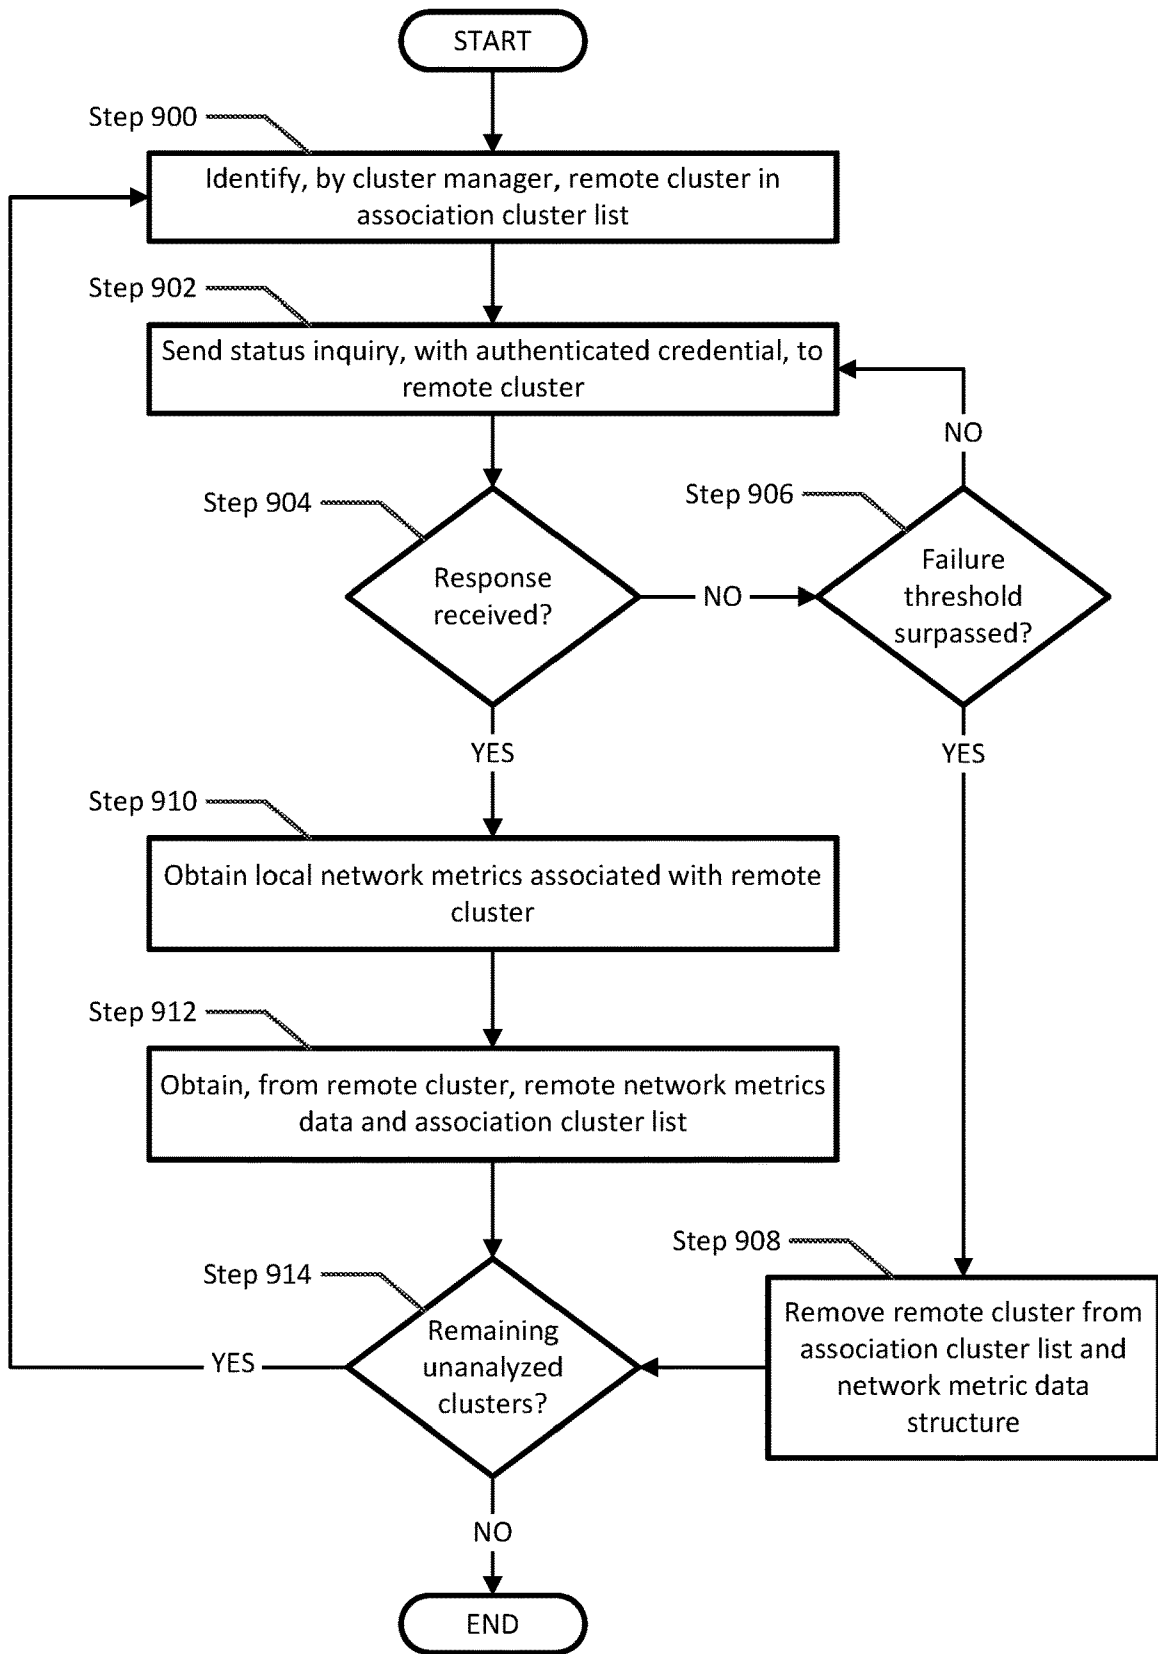 START
Step 900
Identify, by cluster manager, remote cluster in
association cluster list
Step 902
Send status inquiry, with authenticated credential, to
remote cluster
NO
Step 904
Step 906
Response
received?
NO
Failure
threshold
surpassed?
YES
YES
Step 910
Obtain local network metrics associated with remote
cluster
Step 912
Obtain, from remote cluster, remote network metrics
data and association cluster list
Step 908
Step 914
Remove remote cluster from
association cluster list and
network metric data
structure
Remaining
unanalyzed
clusters?
YES
NO
END